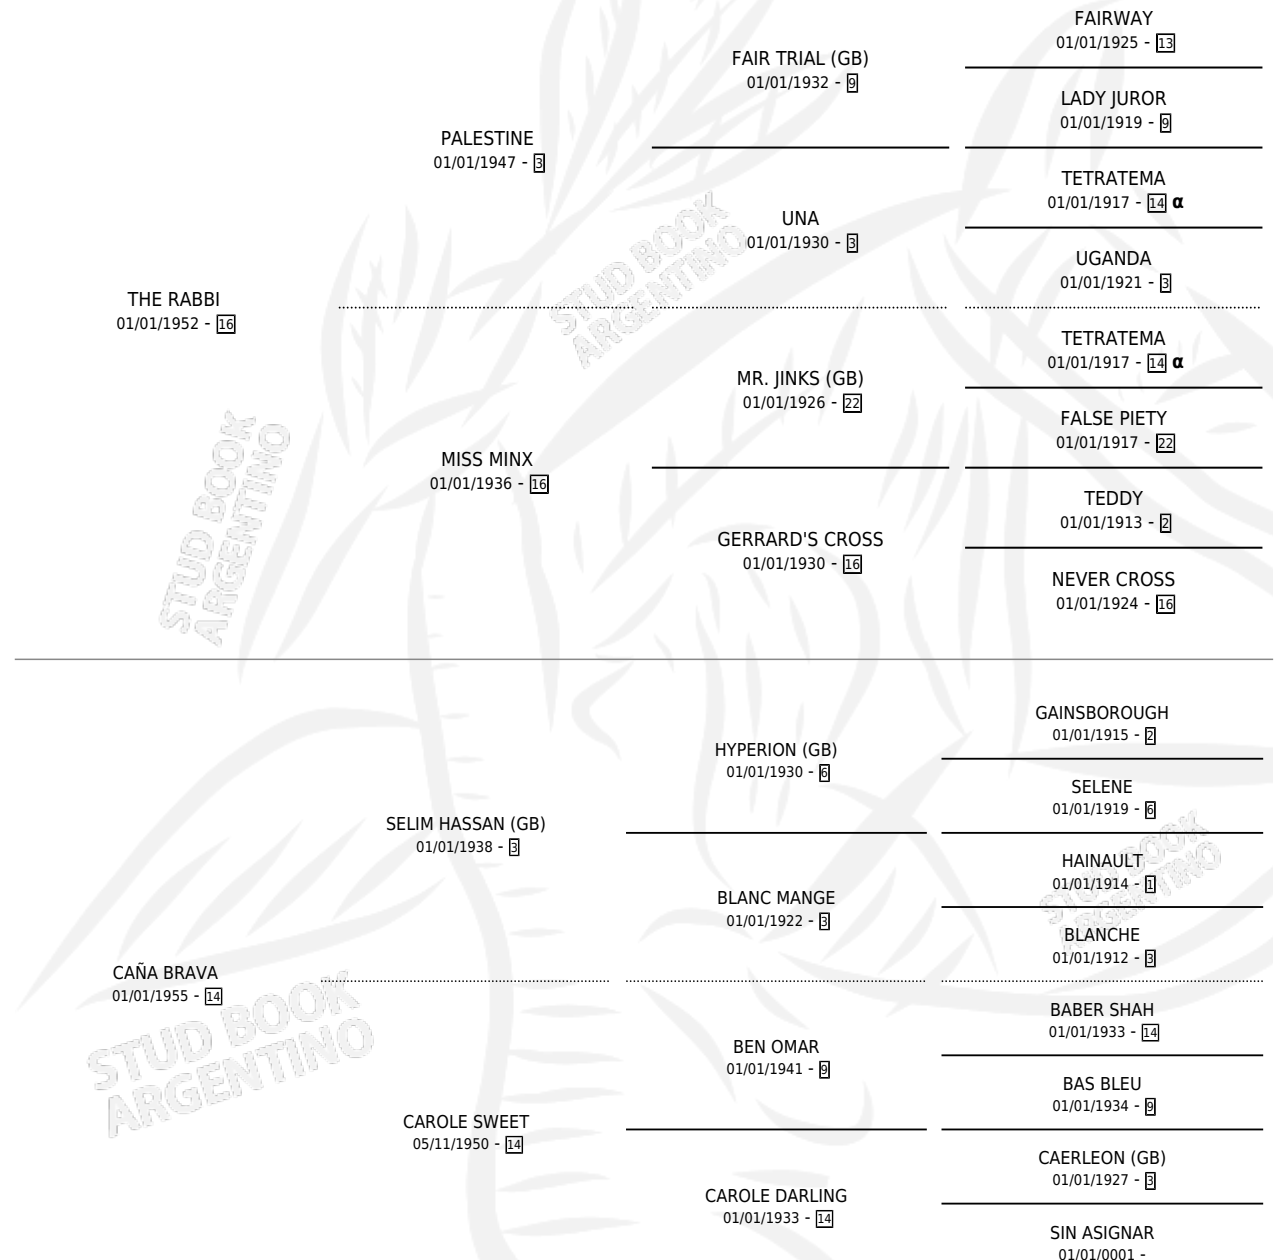 FAIRWAY
01/01/1925 - 13
FAIR TRIAL (GB)
01/01/1932 - 9
LADY JUROR
01/01/1919 - 9
PALESTINE
01/01/1947 - 3
TETRATEMA
01/01/1917 - 14 α
UNA
01/01/1930 - 3
UGANDA
01/01/1921 - 3
THE RABBI
01/01/1952 - 16
TETRATEMA
01/01/1917 - 14 α
MR. JINKS (GB)
01/01/1926 - 22
FALSE PIETY
01/01/1917 - 22
MISS MINX
01/01/1936 - 16
TEDDY
01/01/1913 - 2
GERRARD'S CROSS
01/01/1930 - 16
NEVER CROSS
01/01/1924 - 16
GAINSBOROUGH
01/01/1915 - 2
HYPERION (GB)
01/01/1930 - 6
SELENE
01/01/1919 - 6
SELIM HASSAN (GB)
01/01/1938 - 3
HAINAULT
01/01/1914 - 1
BLANC MANGE
01/01/1922 - 3
BLANCHE
01/01/1912 - 3
CAÑA BRAVA
01/01/1955 - 14
BABER SHAH
01/01/1933 - 14
BEN OMAR
01/01/1941 - 9
BAS BLEU
01/01/1934 - 9
CAROLE SWEET
05/11/1950 - 14
CAERLEON (GB)
01/01/1927 - 3
CAROLE DARLING
01/01/1933 - 14
SIN ASIGNAR
01/01/0001 -
STUD BOOK
ARGENTINO
STUD BOOK
ARGENTINO
STUD BOOK
ARGENTINO
STUD BOOK
ARGENTINO